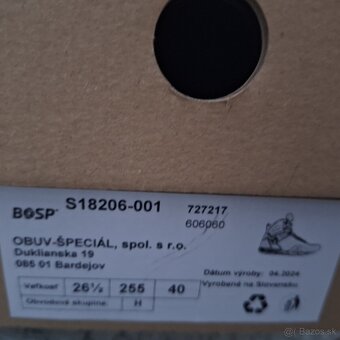 BOSP S18206-001 727217
606060
OBUV-ŠPECIÁL, spol. s r.o.
Duklianska 19
085 01 Bardejov
Dátum výroby: 04.2024
Vyrobené na Slovensku
Veľkosť 26½ 255 40
Obvodová skupina: H
Bazos.sk